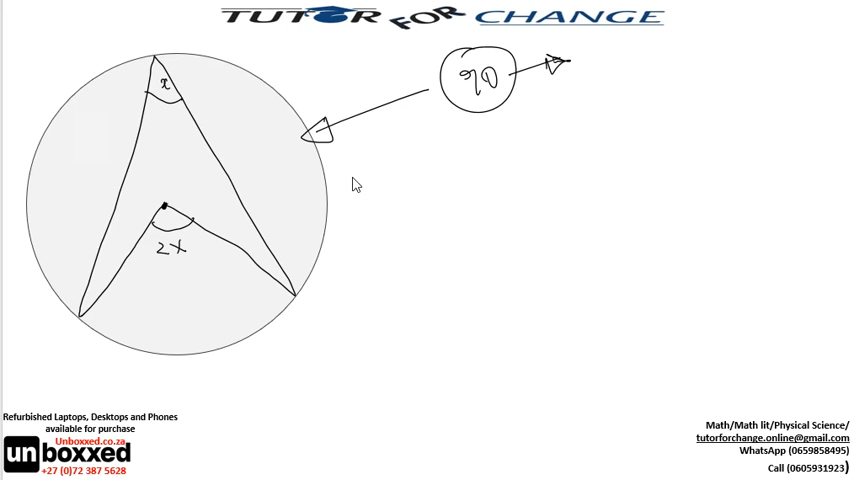 TUTOR FOR CHANGE
x
90
2x
Refurbished Laptops, Desktops and Phones
available for purchase
Unboxxed.co.za
unboxxed
+27 (0)72 387 5628
Math/Math lit/Physical Science/
tutorforchange.online@gmail.com
WhatsApp (0659858495)
Call (0605931923)